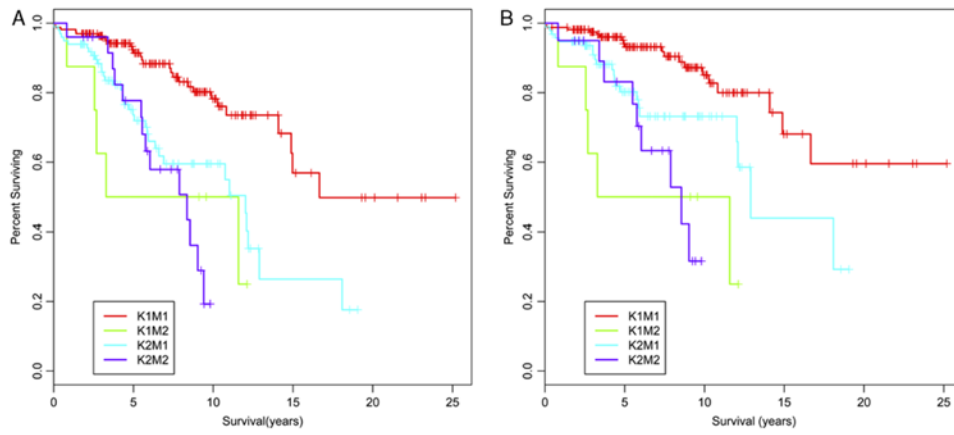 A
Percent Surviving
1.0
0.8
0.6
0.4
0.2
0.0
K1M1
K1M2
K2M1
K2M2
0 5 10 15 20 25
Survival(years)
B
Percent Surviving
1.0
0.8
0.6
0.4
0.2
0.0
K1M1
K1M2
K2M1
K2M2
0 5 10 15 20 25
Survival (years)